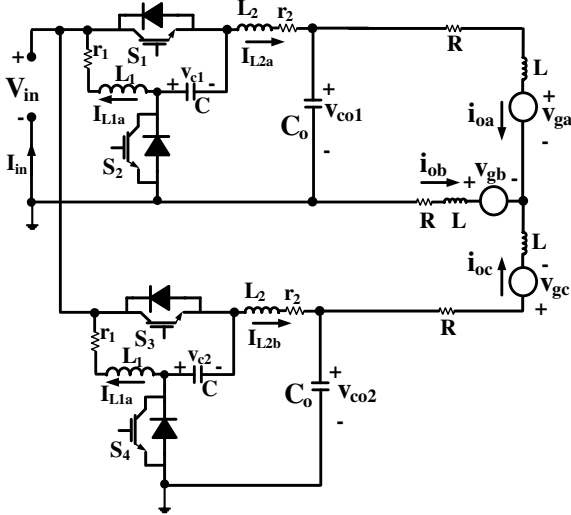 L2 r2
S1
R
r1
IL2a
+
L1
vc1
+ -
L
Vin
IL1a
C
+
vco1
Co
ioa
+
vga
-
-
S2
iob
vgb
+ -
Iin
-
R L
L
L2 r2
ioc
-
vgc
+
S3
r1
IL2b
R
L1
vc2
+ -
IL1a
C
+
Co
vco2
-
S4